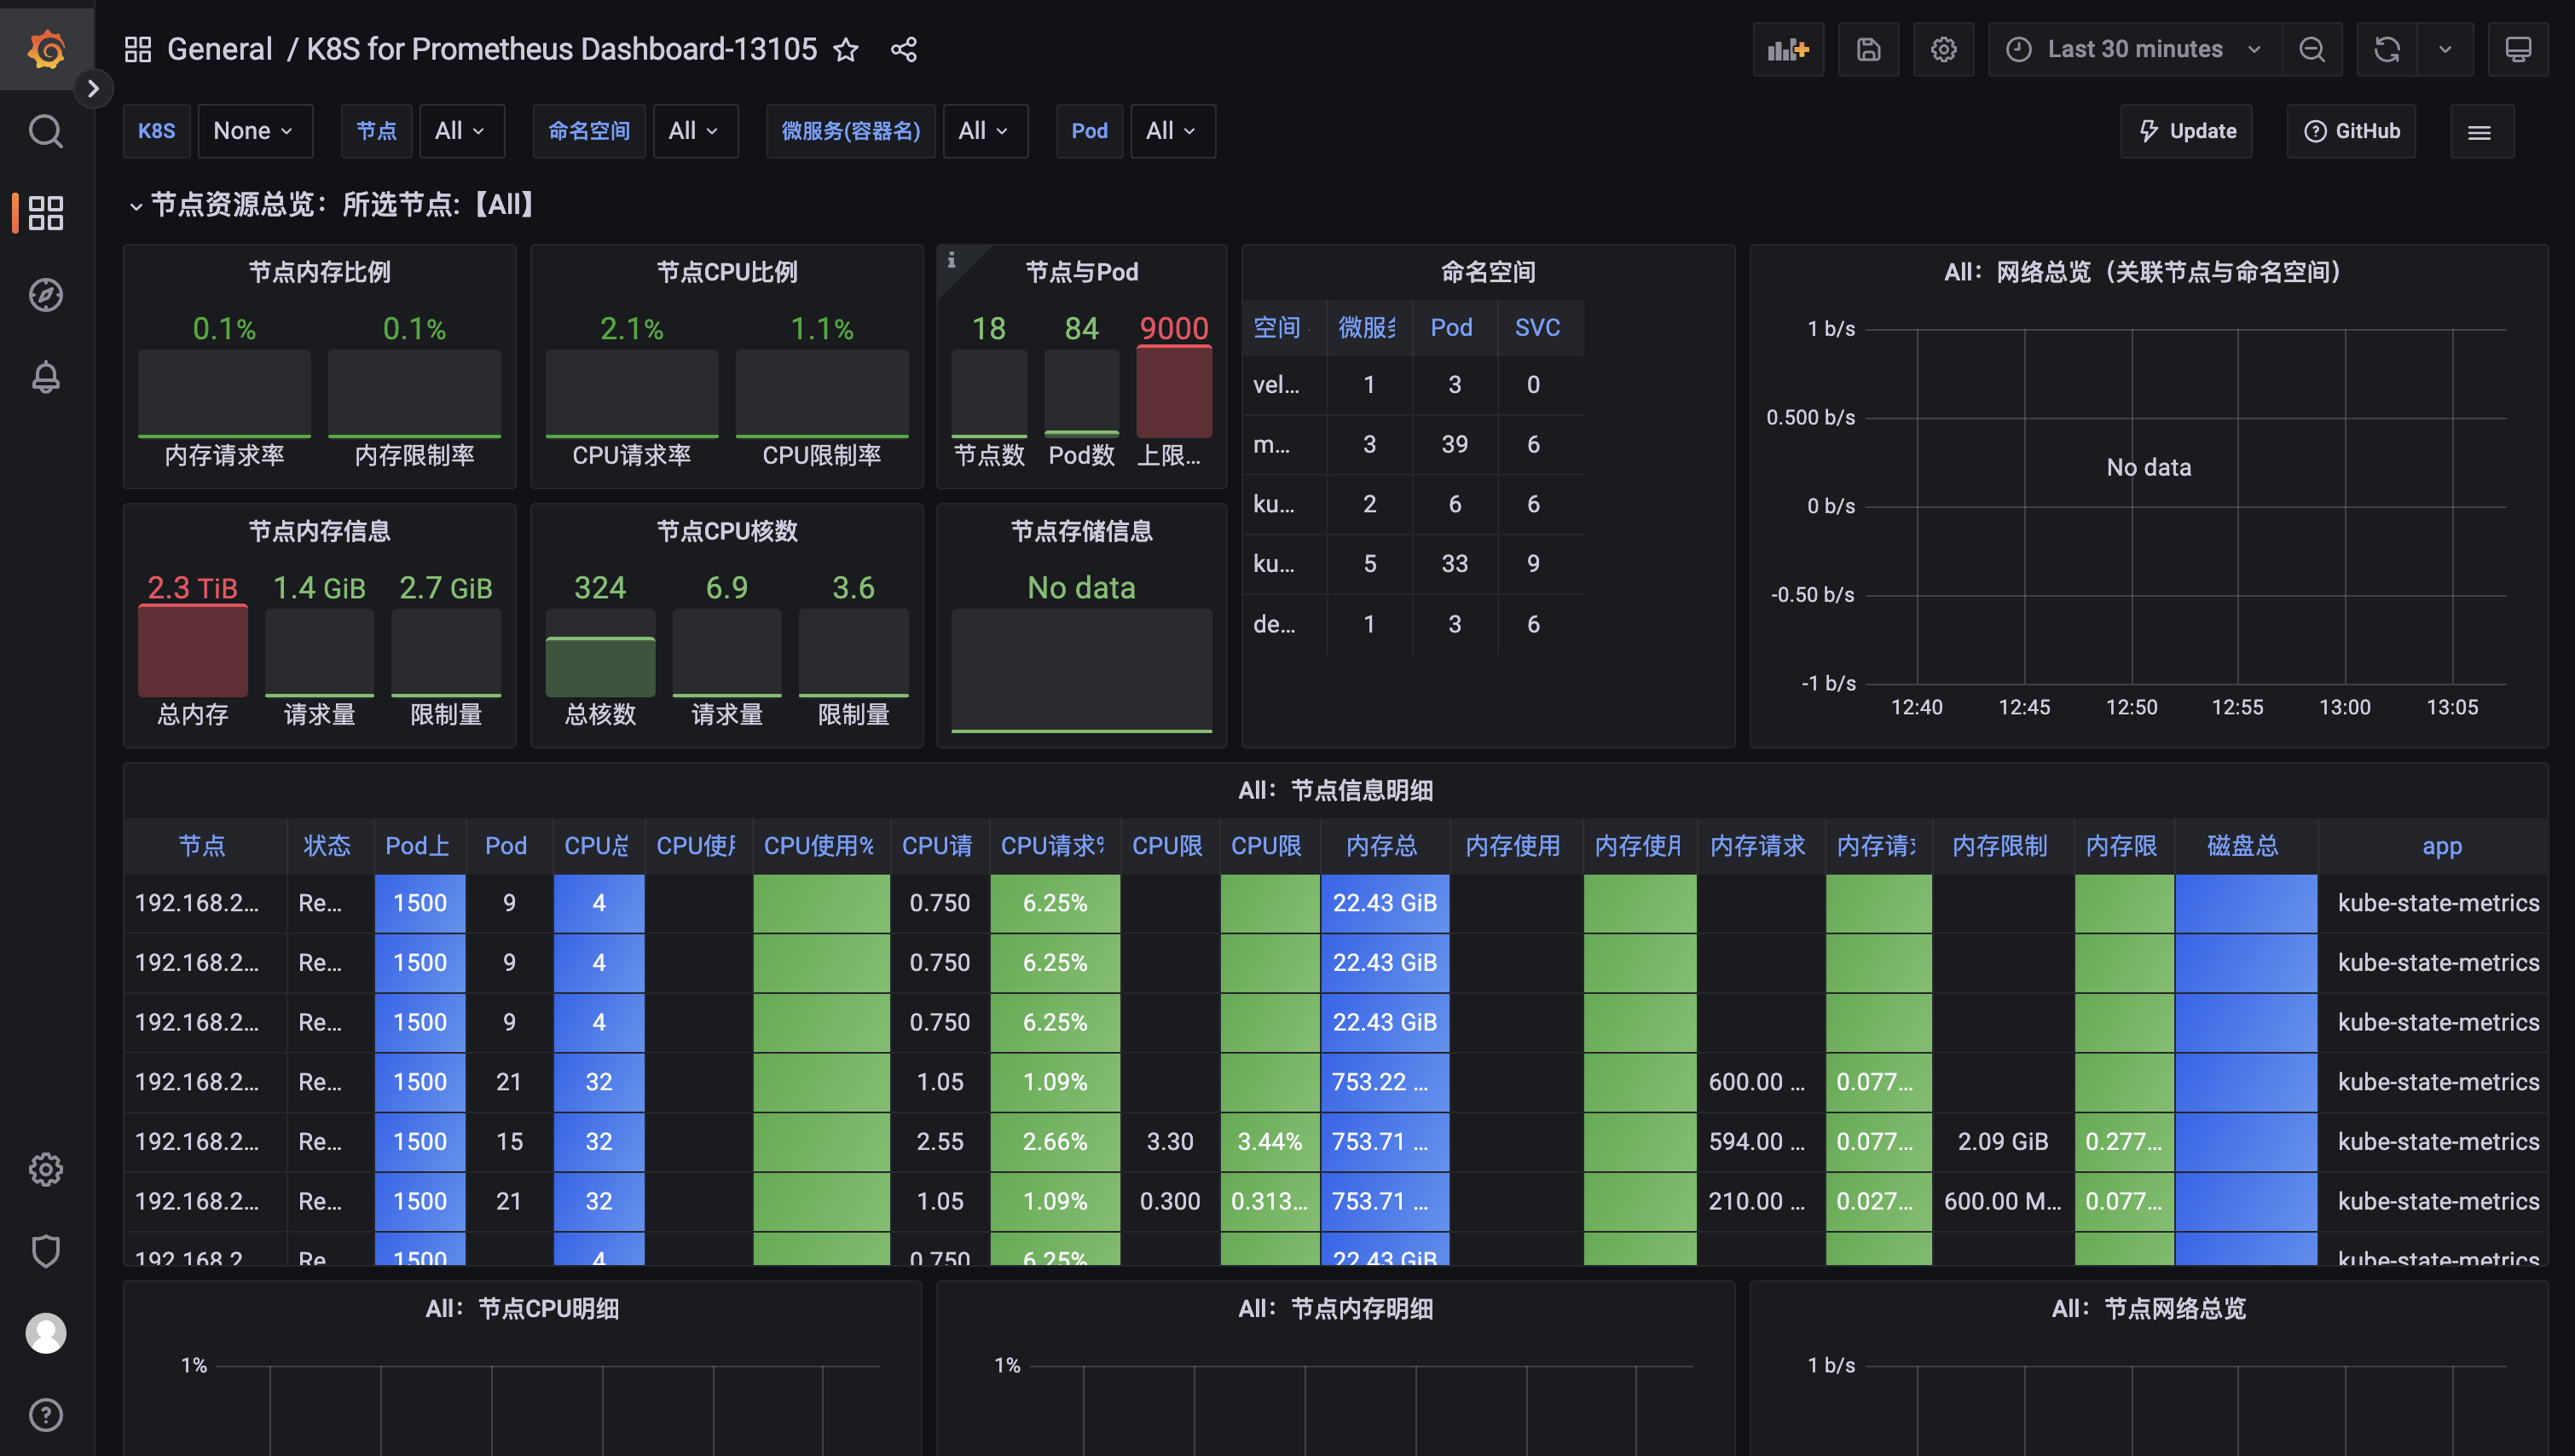 General / K8S for Prometheus Dashboard-13105
Last 30 minutes
K8S None 节点 All 命名空间 All 微服务(容器名) All Pod All
Update GitHub
节点资源总览：所选节点:【All】
节点内存比例
0.1% 0.1%
内存请求率 内存限制率
节点CPU比例
2.1% 1.1%
CPU请求率 CPU限制率
节点与Pod
18 84 9000
节点数 Pod数 上限...
命名空间
空间 微服 Pod SVC
vel... 1 3 0
m... 3 39 6
ku... 2 6 6
ku... 5 33 9
de... 1 3 6
All：网络总览（关联节点与命名空间）
1 b/s
0.500 b/s
No data
0 b/s
-0.50 b/s
-1 b/s
12:40 12:45 12:50 12:55 13:00 13:05
节点内存信息
2.3 TiB 1.4 GiB 2.7 GiB
总内存 请求量 限制量
节点CPU核数
324 6.9 3.6
总核数 请求量 限制量
节点存储信息
No data
All：节点信息明细
节点 状态 Pod上 Pod CPU总 CPU使用 CPU使用% CPU请 CPU请求% CPU限 CPU限 内存总 内存使用 内存使用 内存请求 内存请 内存限制 内存限 磁盘总 app
192.168.2... Re... 1500 9 4 0.750 6.25% 22.43 GiB kube-state-metrics
192.168.2... Re... 1500 9 4 0.750 6.25% 22.43 GiB kube-state-metrics
192.168.2... Re... 1500 9 4 0.750 6.25% 22.43 GiB kube-state-metrics
192.168.2... Re... 1500 21 32 1.05 1.09% 753.22 ... 600.00 ... 0.077... kube-state-metrics
192.168.2... Re... 1500 15 32 2.55 2.66% 3.30 3.44% 753.71 ... 594.00 ... 0.077... 2.09 GiB 0.277... kube-state-metrics
192.168.2... Re... 1500 21 32 1.05 1.09% 0.300 0.313... 753.71 ... 210.00 ... 0.027... 600.00 M... 0.077... kube-state-metrics
192.168.2 Re 1500 4 0.750 6.25% 22.43 GiB kube-state-metrics
All：节点CPU明细
1%
All：节点内存明细
1%
All：节点网络总览
1 b/s